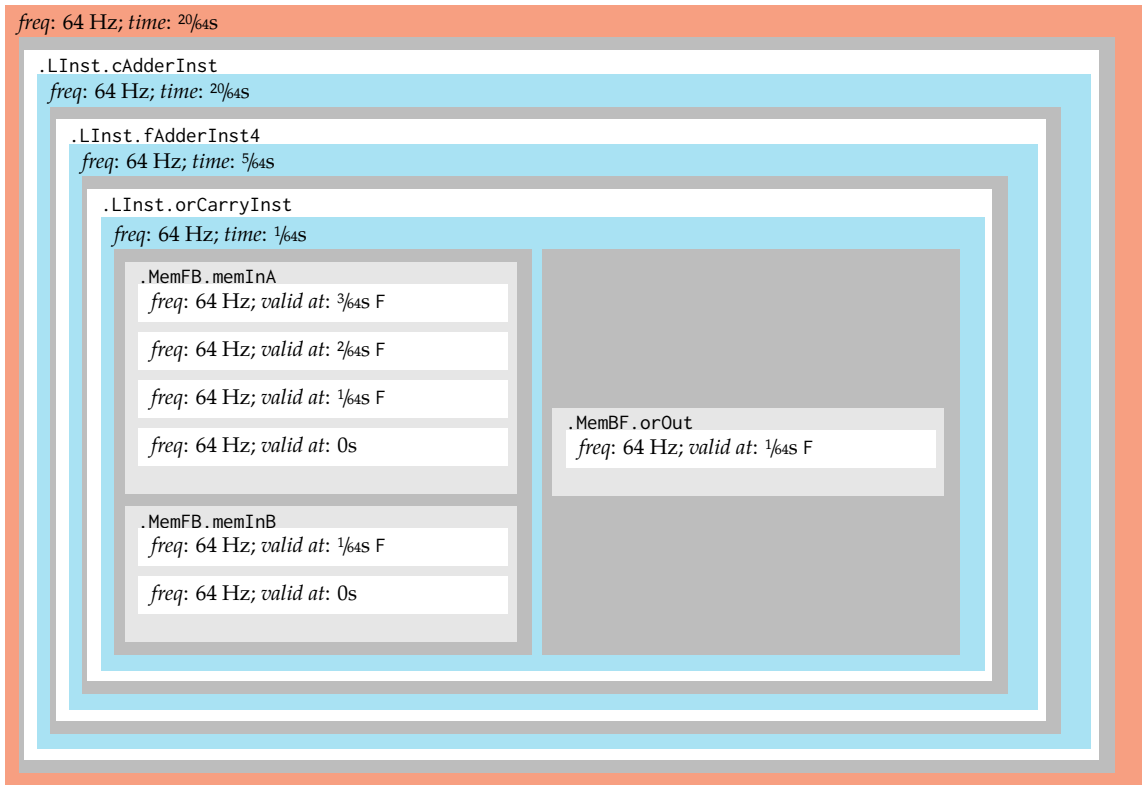 freq: 64 Hz; time: 20/64s
.LInst.cAdderInst
freq: 64 Hz; time: 20/64s
.LInst.fAdderInst4
freq: 64 Hz; time: 5/64s
.LInst.orCarryInst
freq: 64 Hz; time: 1/64s
.MemFB.memInA
freq: 64 Hz; valid at: 3/64s F
freq: 64 Hz; valid at: 2/64s F
freq: 64 Hz; valid at: 1/64s F
freq: 64 Hz; valid at: 0s
.MemFB.memInB
freq: 64 Hz; valid at: 1/64s F
freq: 64 Hz; valid at: 0s
.MemBF.orOut
freq: 64 Hz; valid at: 1/64s F